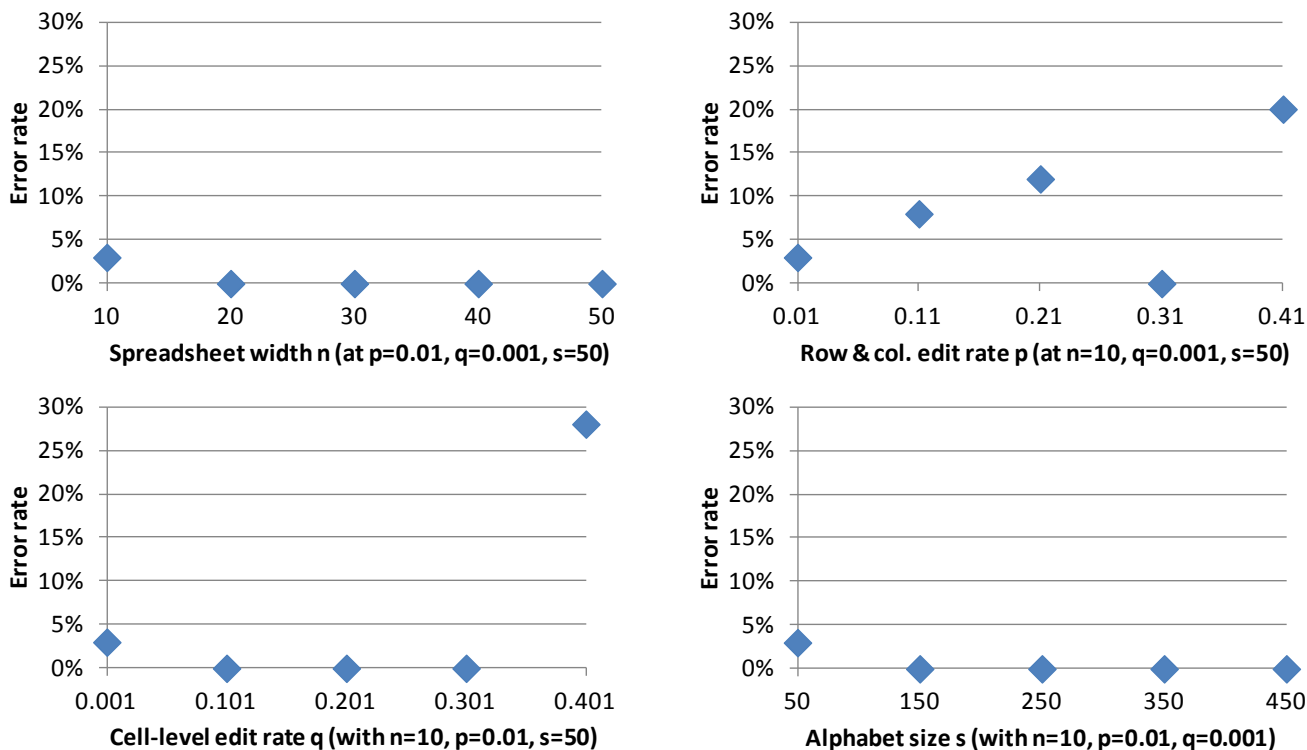 30%
25%
20%
15%
10%
5%
0%
Error rate
10 20 30 40 50
Spreadsheet width n (at p=0.01, q=0.001, s=50)
30%
25%
20%
15%
10%
5%
0%
Error rate
0.01 0.11 0.21 0.31 0.41
Row & col. edit rate p (at n=10, q=0.001, s=50)
30%
25%
20%
15%
10%
5%
0%
Error rate
0.001 0.101 0.201 0.301 0.401
Cell-level edit rate q (with n=10, p=0.01, s=50)
30%
25%
20%
15%
10%
5%
0%
Error rate
50 150 250 350 450
Alphabet size s (with n=10, p=0.01, q=0.001)